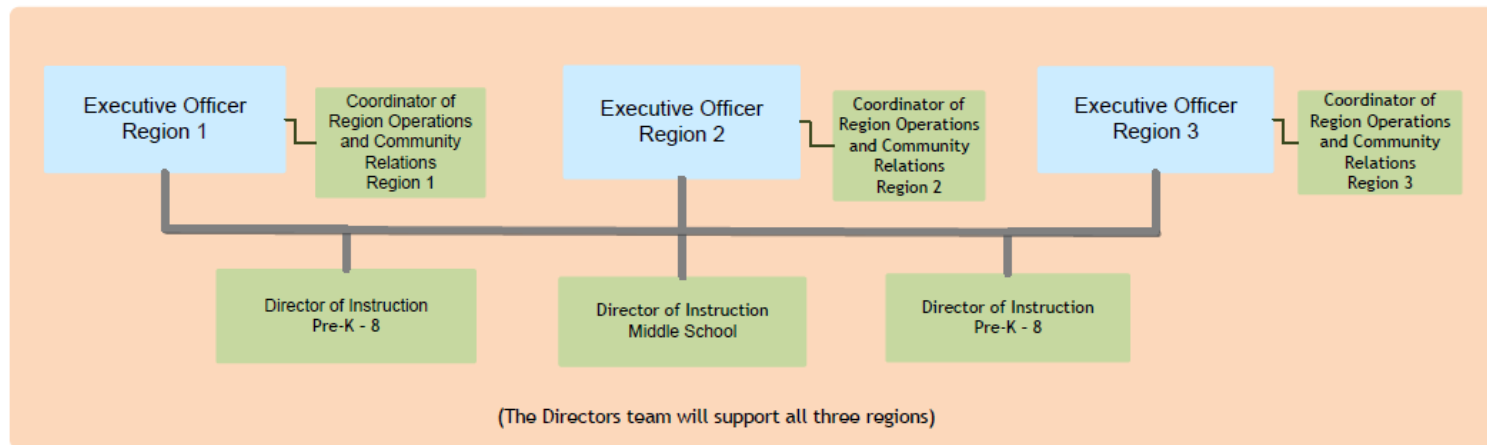 Executive Officer
Region 1
Coordinator of
Region Operations
and Community
Relations
Region 1
Executive Officer
Region 2
Coordinator of
Region Operations
and Community
Relations
Region 2
Executive Officer
Region 3
Coordinator of
Region Operations
and Community
Relations
Region 3
Director of Instruction
Pre-K - 8
Director of Instruction
Middle School
Director of Instruction
Pre-K - 8
(The Directors team will support all three regions)